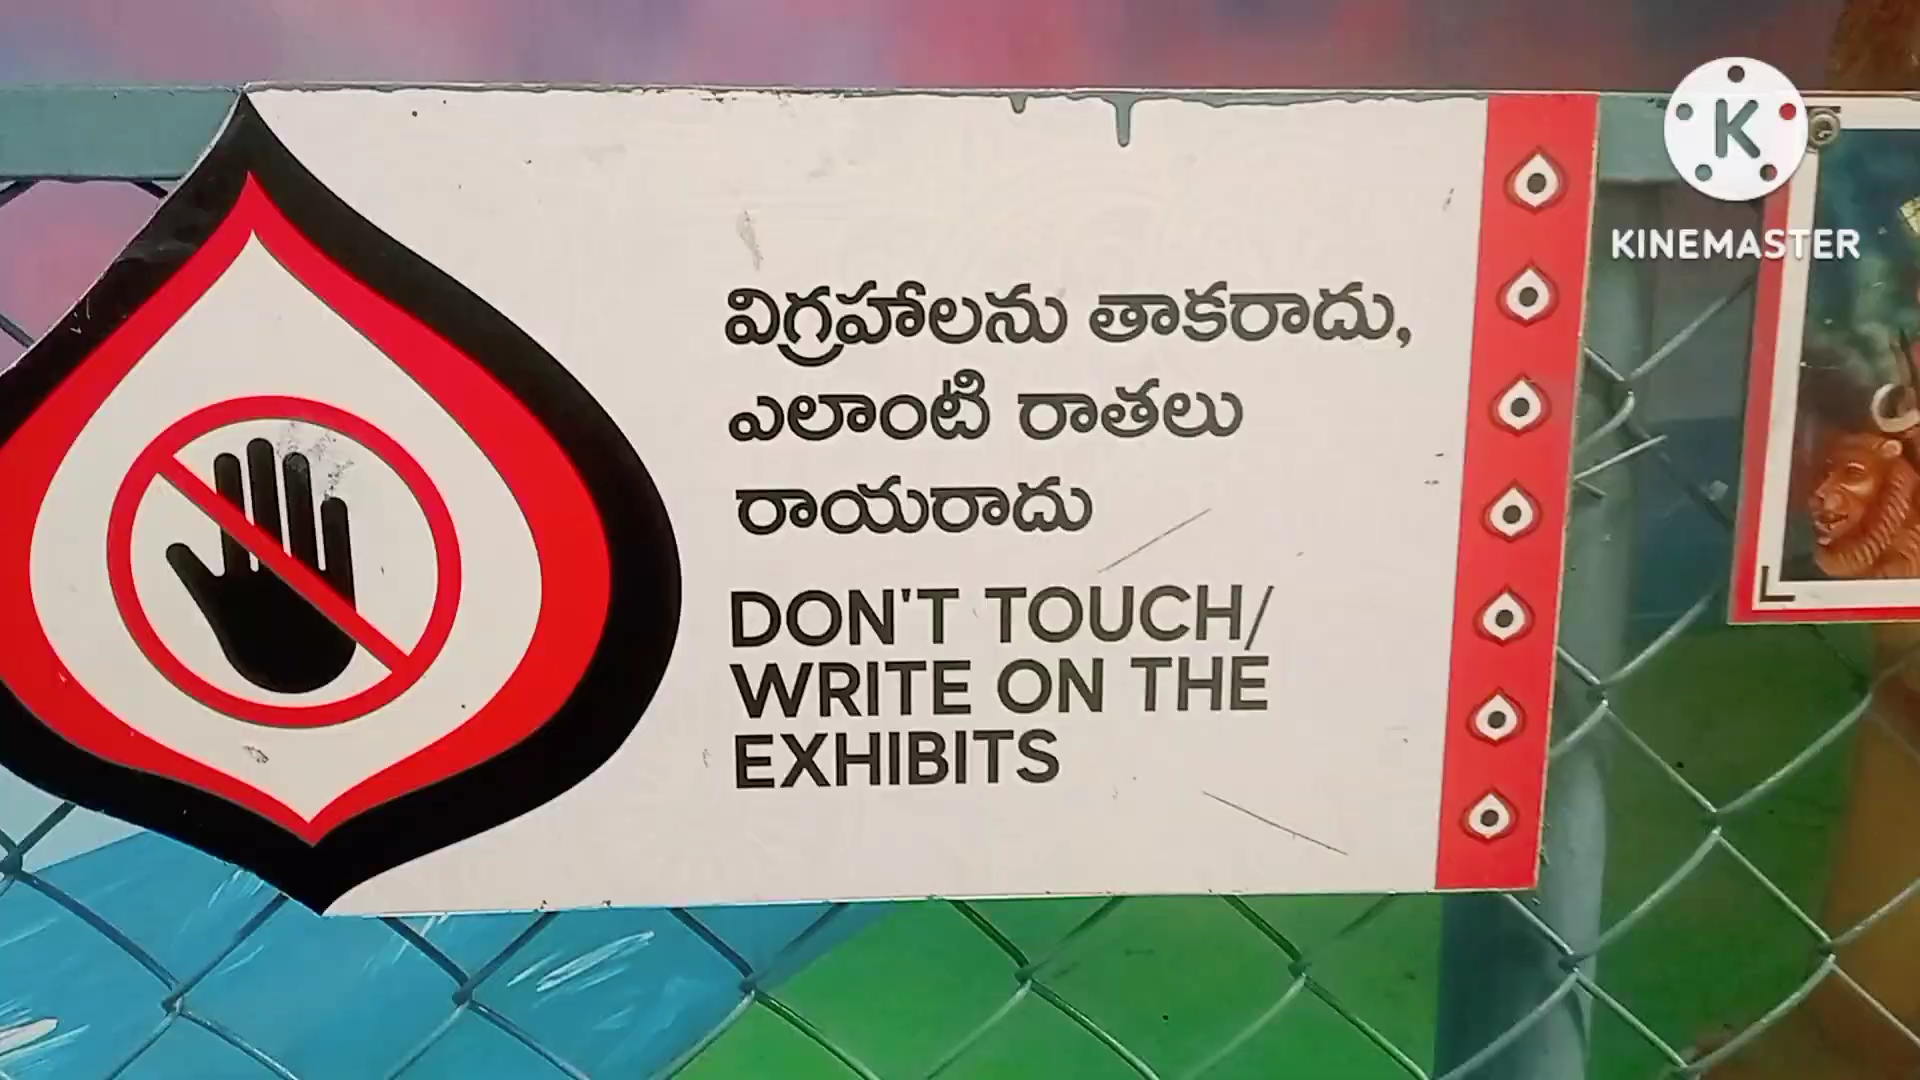 విగ్రహాలను తాకరాదు,
ఎలాంటి రాతలు
రాయరాదు
DON'T TOUCH/
WRITE ON THE
EXHIBITS
K
KINEMASTER